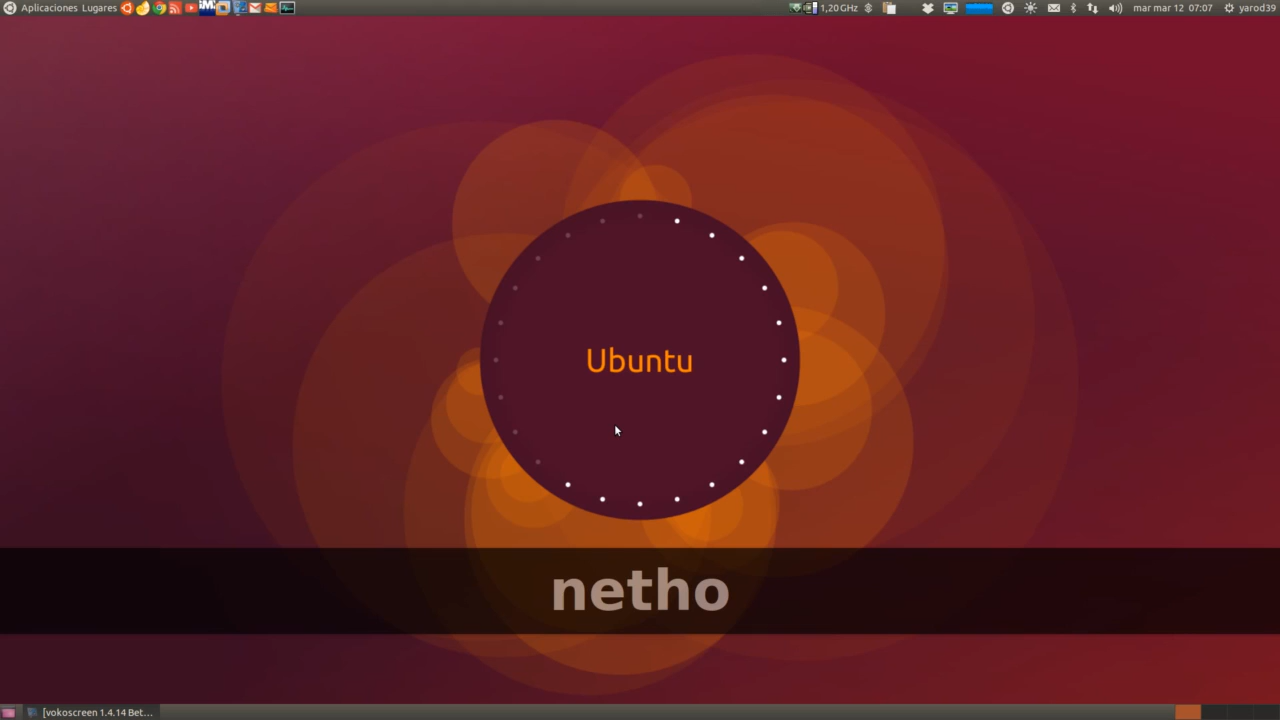 Aplicaciones Lugares
1,20 GHz
mar mar 12 07:07
yarod39
Ubuntu
netho
[vokoscreen 1.4.14 Bet...